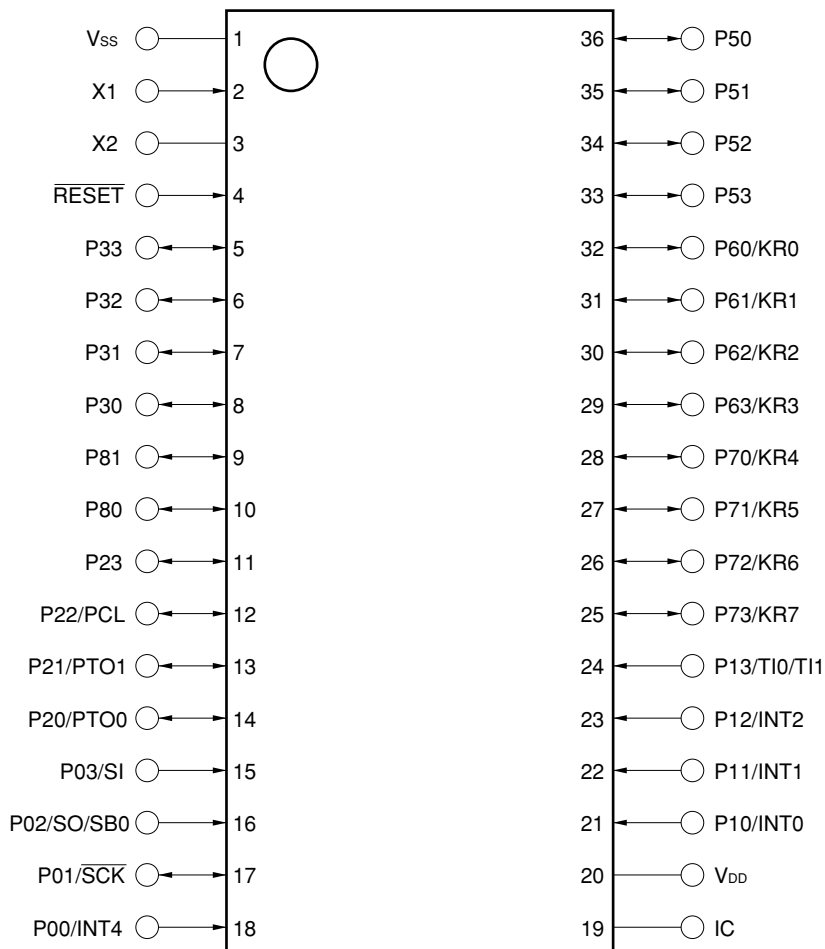 Vss 1 36 P50
X1 2 35 P51
X2 3 34 P52
R̅E̅S̅E̅T̅ 4 33 P53
P33 5 32 P60/KR0
P32 6 31 P61/KR1
P31 7 30 P62/KR2
P30 8 29 P63/KR3
P81 9 28 P70/KR4
P80 10 27 P71/KR5
P23 11 26 P72/KR6
P22/PCL 12 25 P73/KR7
P21/PTO1 13 24 P13/TI0/TI1
P20/PTO0 14 23 P12/INT2
P03/SI 15 22 P11/INT1
P02/SO/SB0 16 21 P10/INT0
P01/S̅C̅K̅ 17 20 VDD
P00/INT4 18 19 IC